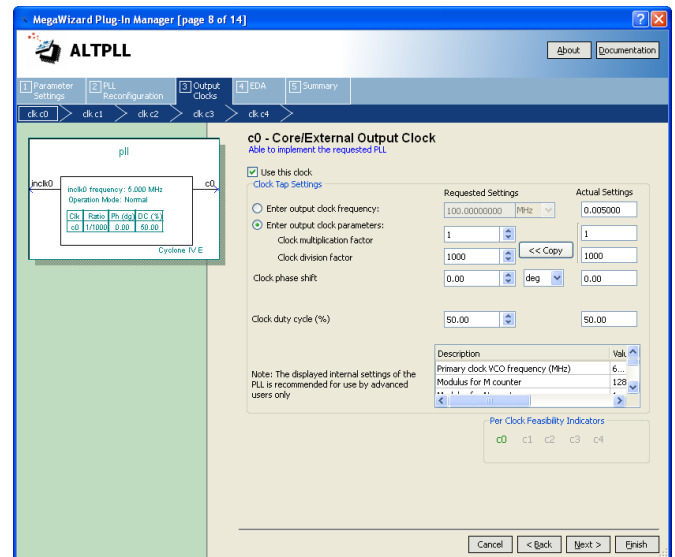 MegaWizard Plug-In Manager [page 8 of 14]
ALTPLL
About
Documentation
1 Parameter Settings
2 PLL Reconfiguration
3 Output Clocks
4 EDA
5 Summary
clk c0
clk c1
clk c2
clk c3
clk c4
pll
inclk0
c0
inclk0 frequency: 5.000 MHz
Operation Mode: Normal
Clk Ratio Ph (dg) DC (%)
c0 1/1000 0.00 50.00
Cyclone IV E
c0 - Core/External Output Clock
Able to implement the requested PLL
Use this clock
Clock Tap Settings
Requested Settings
Actual Settings
Enter output clock frequency:
100.00000000
MHz
0.005000
Enter output clock parameters:
Clock multiplication factor
1
1
<< Copy
Clock division factor
1000
1000
Clock phase shift
0.00
deg
0.00
Clock duty cycle (%)
50.00
50.00
Description
Primary clock VCO frequency (MHz)
6...
Modulus for M counter
128
Note: The displayed internal settings of the
PLL is recommended for use by advanced
users only
Per Clock Feasibility Indicators
c0 c1 c2 c3 c4
Cancel
< Back
Next >
Finish